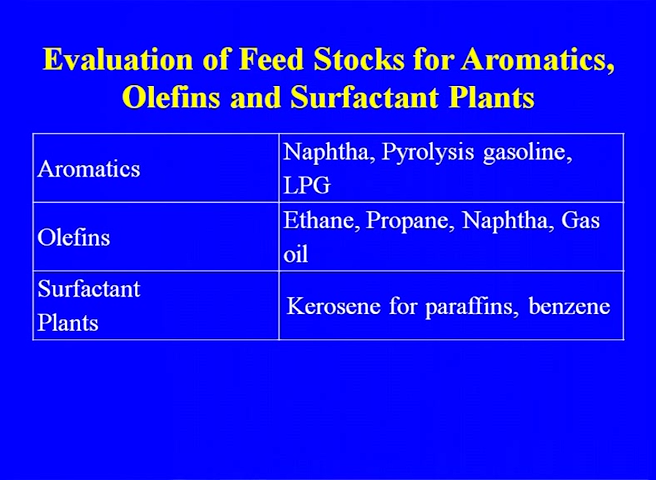 Evaluation of Feed Stocks for Aromatics,
Olefins and Surfactant Plants
Aromatics
Naphtha, Pyrolysis gasoline,
LPG
Olefins
Ethane, Propane, Naphtha, Gas
oil
Surfactant
Plants
Kerosene for paraffins, benzene